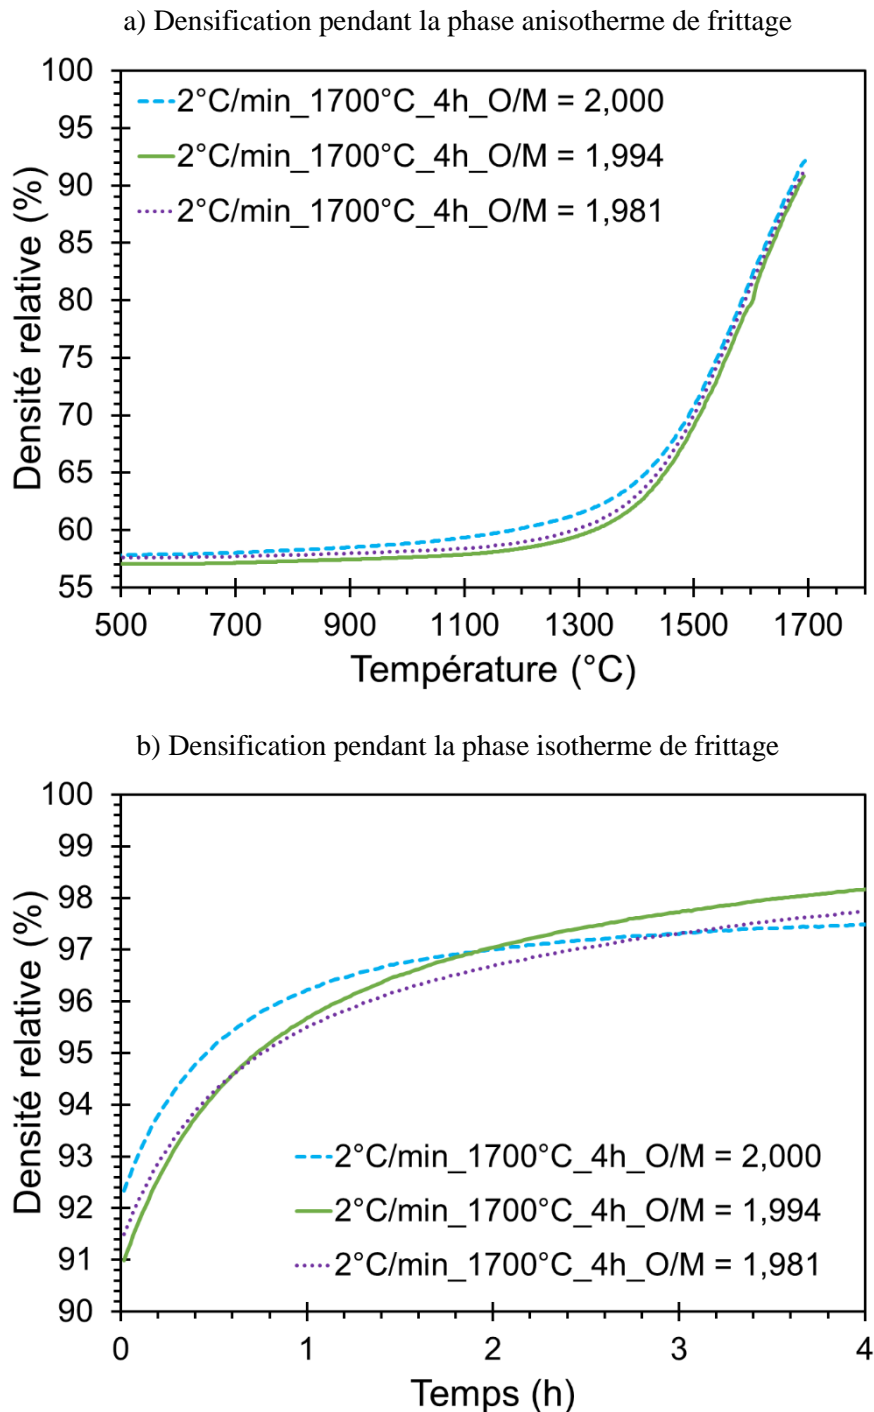 a) Densification pendant la phase anisotherme de frittage
100
95
90
85
80
75
70
65
60
55
Densité relative (%)
2°C/min_1700°C_4h_O/M = 2,000
2°C/min_1700°C_4h_O/M = 1,994
2°C/min_1700°C_4h_O/M = 1,981
500 700 900 1100 1300 1500 1700
Température (°C)
b) Densification pendant la phase isotherme de frittage
100
99
98
97
96
95
94
93
92
91
90
Densité relative (%)
2°C/min_1700°C_4h_O/M = 2,000
2°C/min_1700°C_4h_O/M = 1,994
2°C/min_1700°C_4h_O/M = 1,981
0 1 2 3 4
Temps (h)